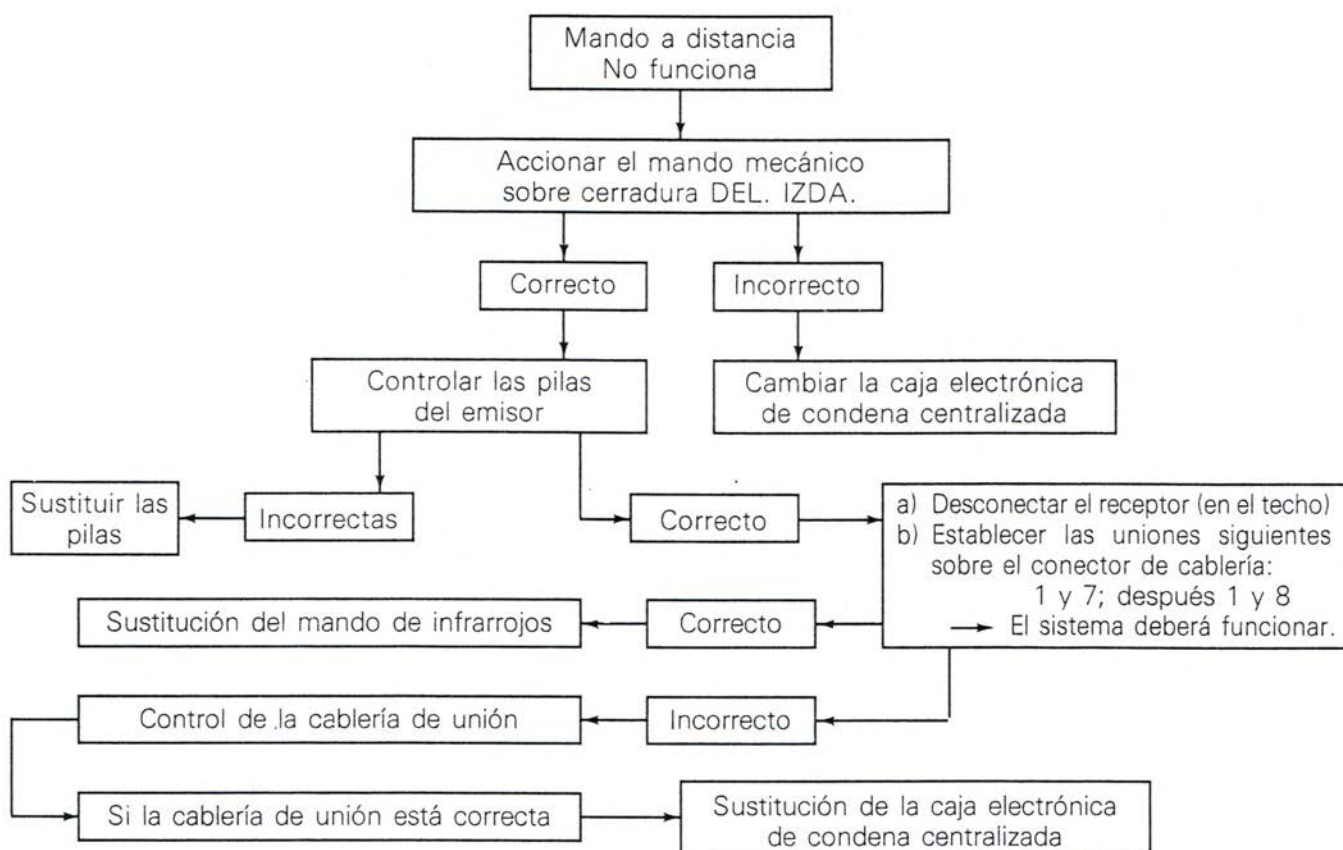 Mando a distancia
No funciona
Accionar el mando mecánico
sobre cerradura DEL. IZDA.
Correcto
Incorrecto
Controlar las pilas
del emisor
Cambiar la caja electrónica
de condena centralizada
Sustituir las
pilas
Incorrectas
Correcto
a) Desconectar el receptor (en el techo)
b) Establecer las uniones siguientes
sobre el conector de cablería:
1 y 7; después 1 y 8
→ El sistema deberá funcionar.
Sustitución del mando de infrarrojos
Correcto
Control de la cablería de unión
Incorrecto
Si la cablería de unión está correcta
Sustitución de la caja electrónica
de condena centralizada